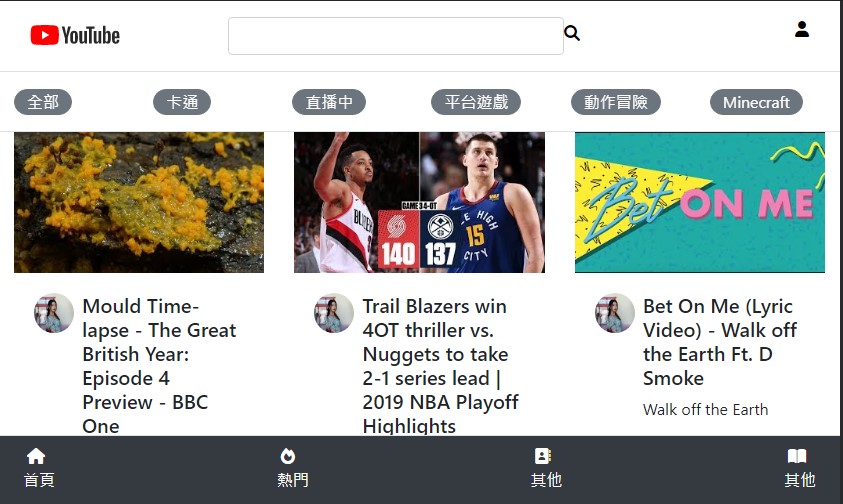 YouTube
全部 卡通 直播中 平台遊戲 動作冒險 Minecraft
GAME 3 4-OT
140 137
MILE HIGH
15
CITY
Bet ON ME
Mould Time-
lapse - The Great
British Year:
Episode 4
Preview - BBC
One
Trail Blazers win
4OT thriller vs.
Nuggets to take
2-1 series lead |
2019 NBA Playoff
Highlights
Bet On Me (Lyric
Video) - Walk off
the Earth Ft. D
Smoke
Walk off the Earth
首頁 熱門 其他 其他